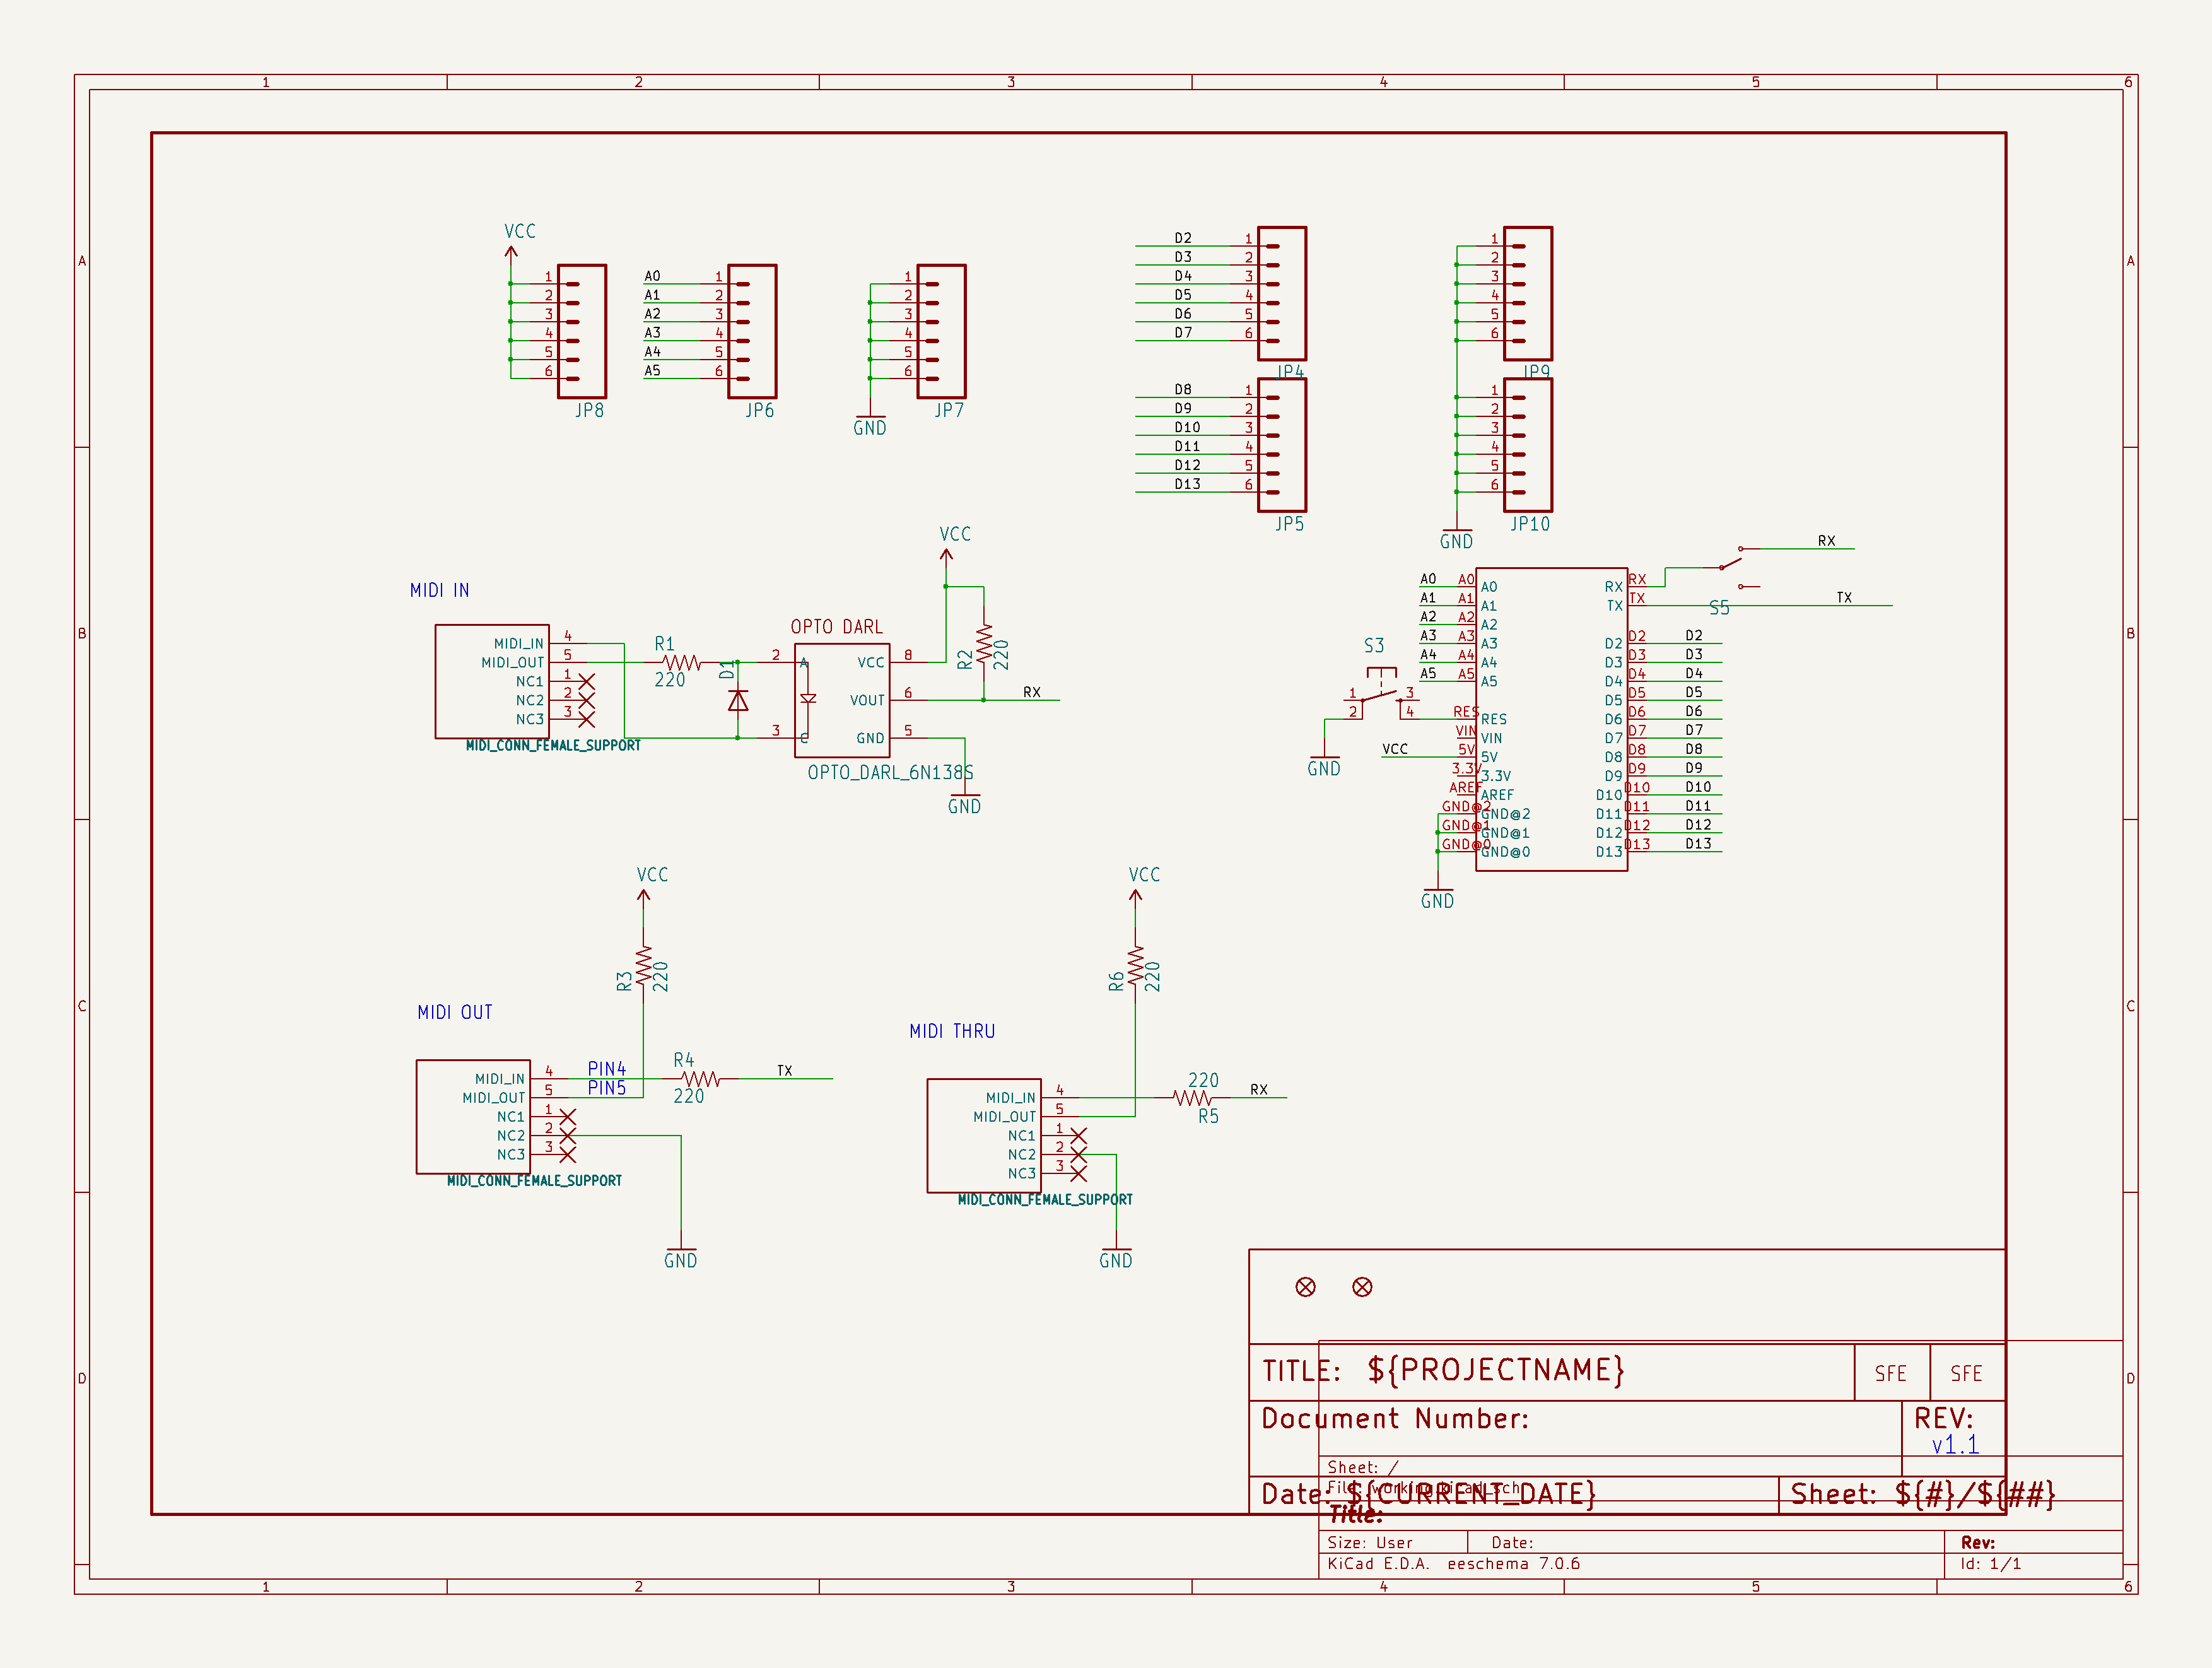 1 2 3 4 5 6
A
B
C
D
A
B
C
D
VCC
1
2
3
4
5
6
JP8
A0 1
A1 2
A2 3
A3 4
A4 5
A5 6
JP6
1
2
3
4
5
6
JP7
GND
D2 1
D3 2
D4 3
D5 4
D6 5
D7 6
JP4
D8 1
D9 2
D10 3
D11 4
D12 5
D13 6
JP5
1
2
3
4
5
6
JP9
1
2
3
4
5
6
JP10
GND
MIDI IN
MIDI_IN 4
MIDI_OUT 5
NC1 1
NC2 2
NC3 3
MIDI_CONN_FEMALE_SUPPORT
R1
220
D1
OPTO DARL
2 A VCC 8
VOUT 6
3 C GND 5
OPTO_DARL_6N138S
VCC
R2
220
RX
GND
S3
1 3
2 4
GND
A0 A0 A0
A1 A1 A1
A2 A2 A2
A3 A3 A3
A4 A4 A4
A5 A5 A5
RES RES
VIN VIN
VCC 5V 5V
3.3V 3.3V
AREF AREF
GND@2 GND@2
GND@1 GND@1
GND@0 GND@0
GND
RX RX RX
TX TX TX
S5
D2 D2 D2
D3 D3 D3
D4 D4 D4
D5 D5 D5
D6 D6 D6
D7 D7 D7
D8 D8 D8
D9 D9 D9
D10 D10 D10
D11 D11 D11
D12 D12 D12
D13 D13 D13
MIDI OUT
VCC
R3
220
MIDI_IN 4 PIN4
MIDI_OUT 5 PIN5
NC1 1
NC2 2
NC3 3
MIDI_CONN_FEMALE_SUPPORT
R4
220
TX
GND
MIDI THRU
VCC
R6
220
MIDI_IN 4
MIDI_OUT 5
NC1 1
NC2 2
NC3 3
MIDI_CONN_FEMALE_SUPPORT
220
R5
RX
GND
TITLE: ${PROJECTNAME} SFE SFE
Document Number: REV:
v1.1
Sheet: /
File: working.kicad_sch
Date: ${CURRENT_DATE} Sheet: ${#}/${##}
Title:
Size: User Date: Rev:
KiCad E.D.A. eeschema 7.0.6 Id: 1/1
1 2 3 4 5 6